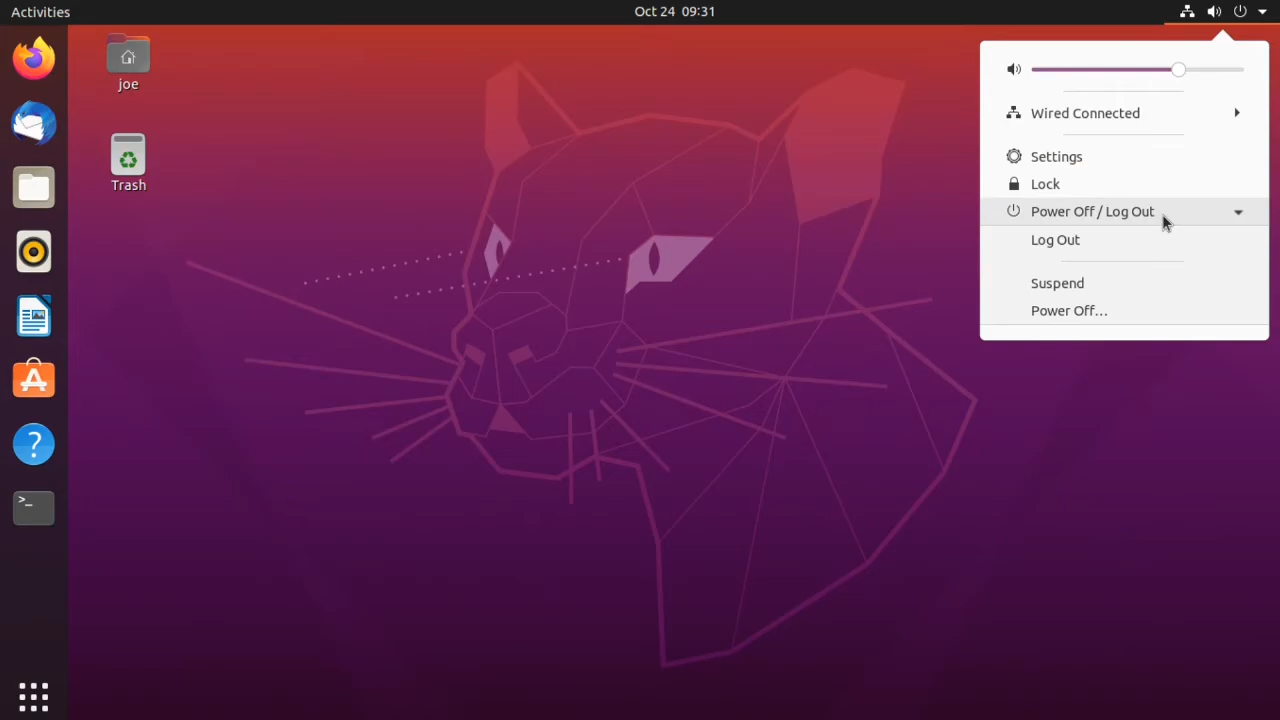 Activities
Oct 24 09:31
joe
Trash
Wired Connected
Settings
Lock
Power Off / Log Out
Log Out
Suspend
Power Off...
?
>_